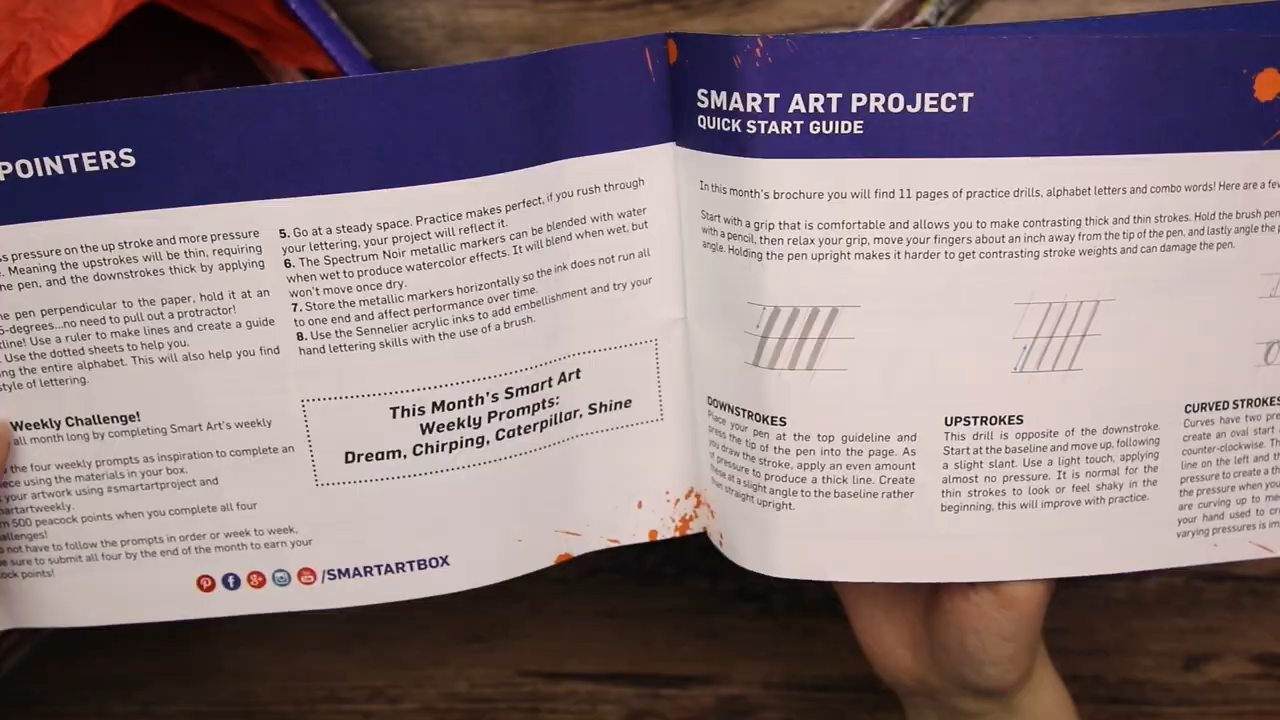 POINTERS
s pressure on the up stroke and more pressure
. Meaning the upstrokes will be thin, requiring
he pen, and the downstrokes thick by applying
he pen perpendicular to the paper, hold it at an
5-degrees...no need to pull out a protractor!
line! Use a ruler to make lines and create a guide
. Use the dotted sheets to help you.
ng the entire alphabet. This will also help you find
style of lettering.
Weekly Challenge!
all month long by completing Smart Art's weekly
the four weekly prompts as inspiration to complete an
ece using the materials in your box.
your artwork using #smartartproject and
martartweekly.
n 500 peacock points when you complete all four
allenges!
not have to follow the prompts in order or week to week,
e sure to submit all four by the end of the month to earn your
ock points!
5. Go at a steady space. Practice makes perfect, if you rush through
your lettering, your project will reflect it.
6. The Spectrum Noir metallic markers can be blended with water
when wet to produce watercolor effects. It will blend when wet, but
won't move once dry.
7. Store the metallic markers horizontally so the ink does not run all
to one end and affect performance over time.
8. Use the Sennelier acrylic inks to add embellishment and try your
hand lettering skills with the use of a brush.
This Month's Smart Art
Weekly Prompts:
Dream, Chirping, Caterpillar, Shine
/SMARTARTBOX
SMART ART PROJECT
QUICK START GUIDE
In this month's brochure you will find 11 pages of practice drills, alphabet letters and combo words! Here are a few
Start with a grip that is comfortable and allows you to make contrasting thick and thin strokes. Hold the brush pen
with a pencil, then relax your grip, move your fingers about an inch away from the tip of the pen, and lastly angle the p
angle. Holding the pen upright makes it harder to get contrasting stroke weights and can damage the pen.
DOWNSTROKES
Place your pen at the top guideline and
press the tip of the pen into the page. As
you draw the stroke, apply an even amount
of pressure to produce a thick line. Create
these at a slight angle to the baseline rather
than straight upright.
UPSTROKES
This drill is opposite of the downstroke.
Start at the baseline and move up, following
a slight slant. Use a light touch, applying
almost no pressure. It is normal for the
thin strokes to look or feel shaky in the
beginning, this will improve with practice.
CURVED STROKES
Curves have two pre
create an oval start
counter-clockwise. Th
line on the left and th
pressure to create a th
the pressure when you
are curving up to me
your hand used to cr
varying pressures is im